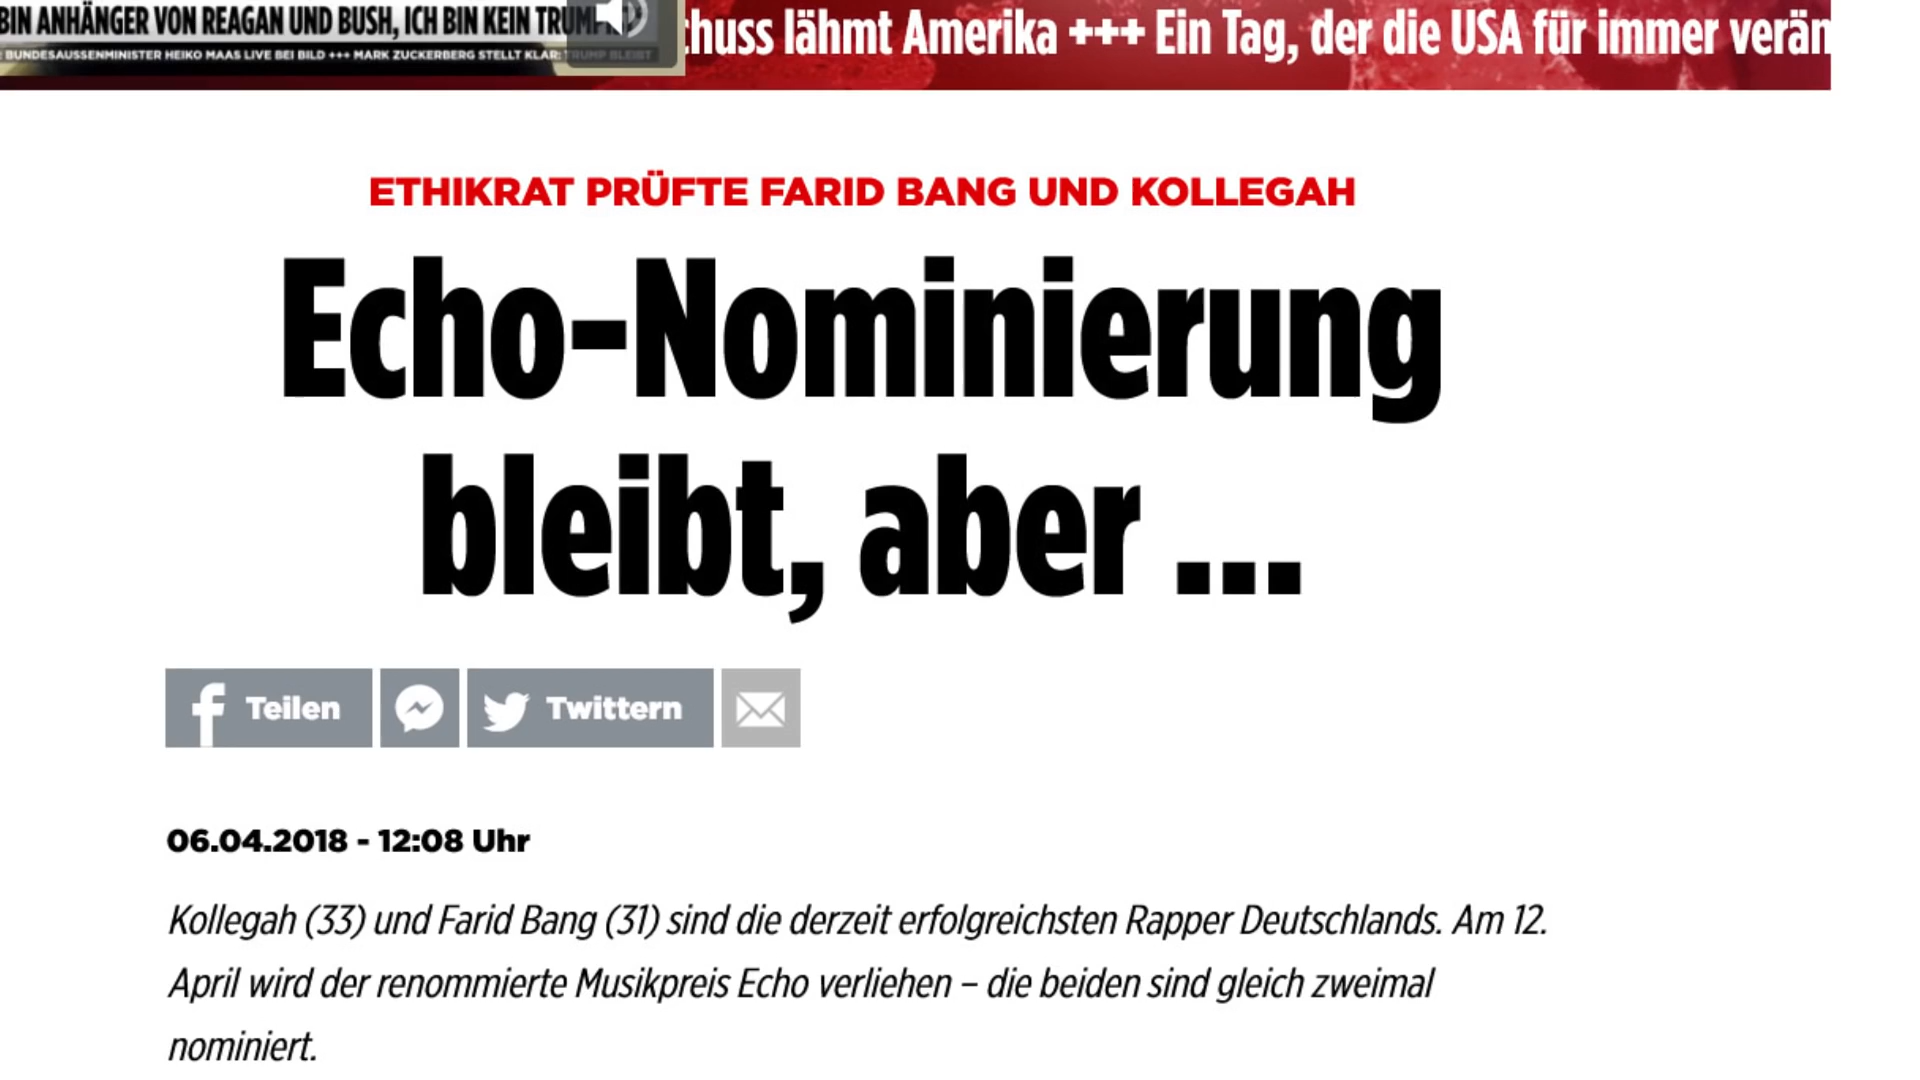 BIN ANHÄNGER VON REAGAN UND BUSH, ICH BIN KEIN
BUNDESAUSSENMINISTER HEIKO MAAS LIVE BEI BILD +++ MARK ZUCKERBERG STELLT KLAR: TRUMP BLEIBT
chuss lähmt Amerika +++ Ein Tag, der die USA für immer verän
ETHIKRAT PRÜFTE FARID BANG UND KOLLEGAH
Echo-Nominierung
bleibt, aber ...
Teilen
Twittern
06.04.2018 - 12:08 Uhr
Kollegah (33) und Farid Bang (31) sind die derzeit erfolgreichsten Rapper Deutschlands. Am 12.
April wird der renommierte Musikpreis Echo verliehen – die beiden sind gleich zweimal
nominiert.